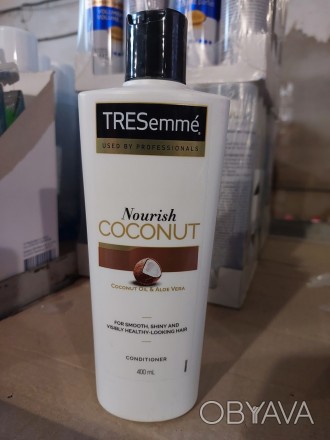 TRESemmé
USED BY PROFESSIONALS
Nourish
COCONUT
COCONUT OIL & ALOE VERA
FOR SMOOTH, SHINY AND
VISIBLY HEALTHY-LOOKING HAIR
CONDITIONER
400 mL
OBYAVA